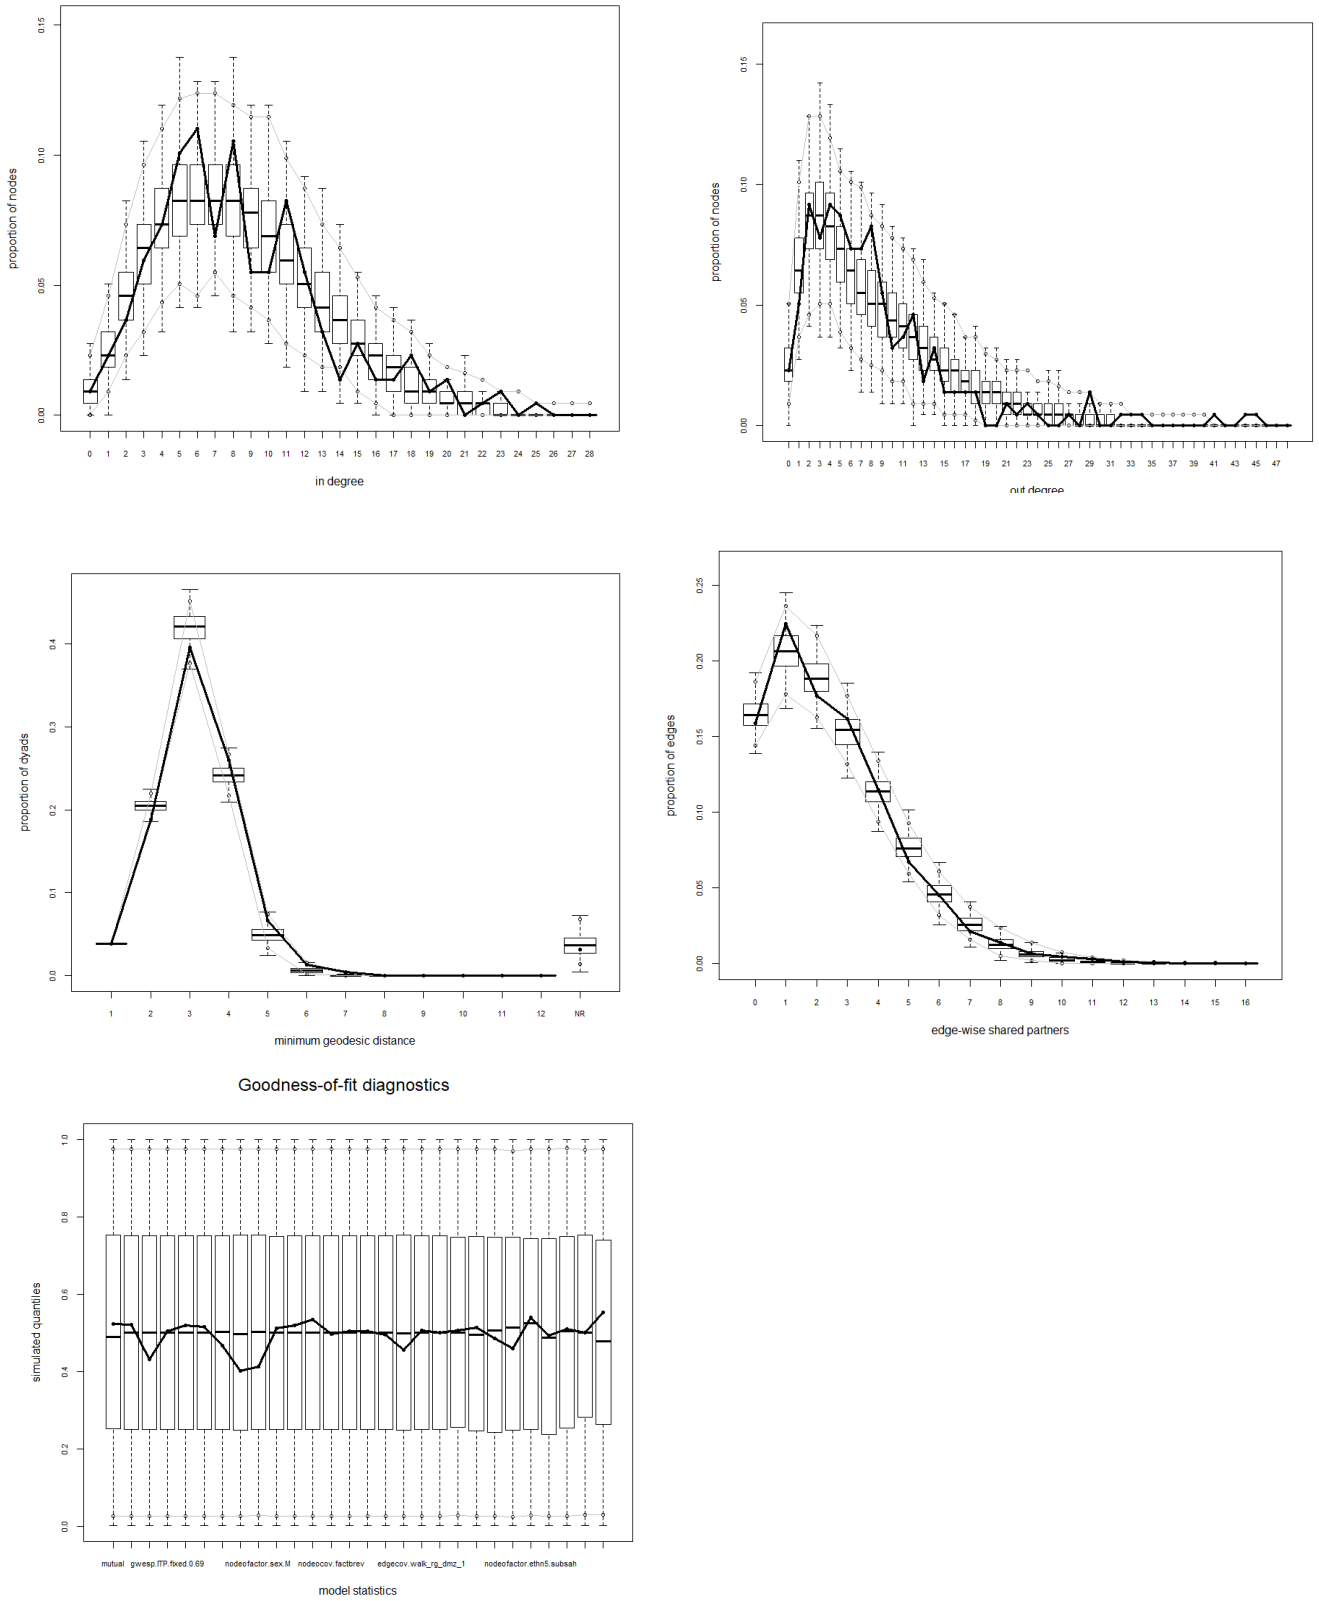 0.15
0.10
0.05
0.00
proportion of nodes
0 1 2 3 4 5 6 7 8 9 10 11 12 13 14 15 16 17 18 19 20 21 22 23 24 25 26 27 28
in degree
0.15
0.10
0.05
0.00
proportion of nodes
0 1 2 3 4 5 6 7 8 9 11 13 15 17 19 21 23 25 27 29 31 33 35 37 39 41 43 45 47
out degree
0.4
0.3
0.2
0.1
0.0
proportion of dyads
1 2 3 4 5 6 7 8 9 10 11 12 NR
minimum geodesic distance
0.25
0.20
0.15
0.10
0.05
0.00
proportion of edges
0 1 2 3 4 5 6 7 8 9 10 11 12 13 14 15 16
edge-wise shared partners
Goodness-of-fit diagnostics
1.0
0.8
0.6
0.4
0.2
0.0
simulated quantiles
mutual gwesp.ITP.fixed.0.69 nodefactor.sex.M nodecov.factbrev edgecov.walk_rg_dmz_1 nodefactor.ethn5.subsah
model statistics